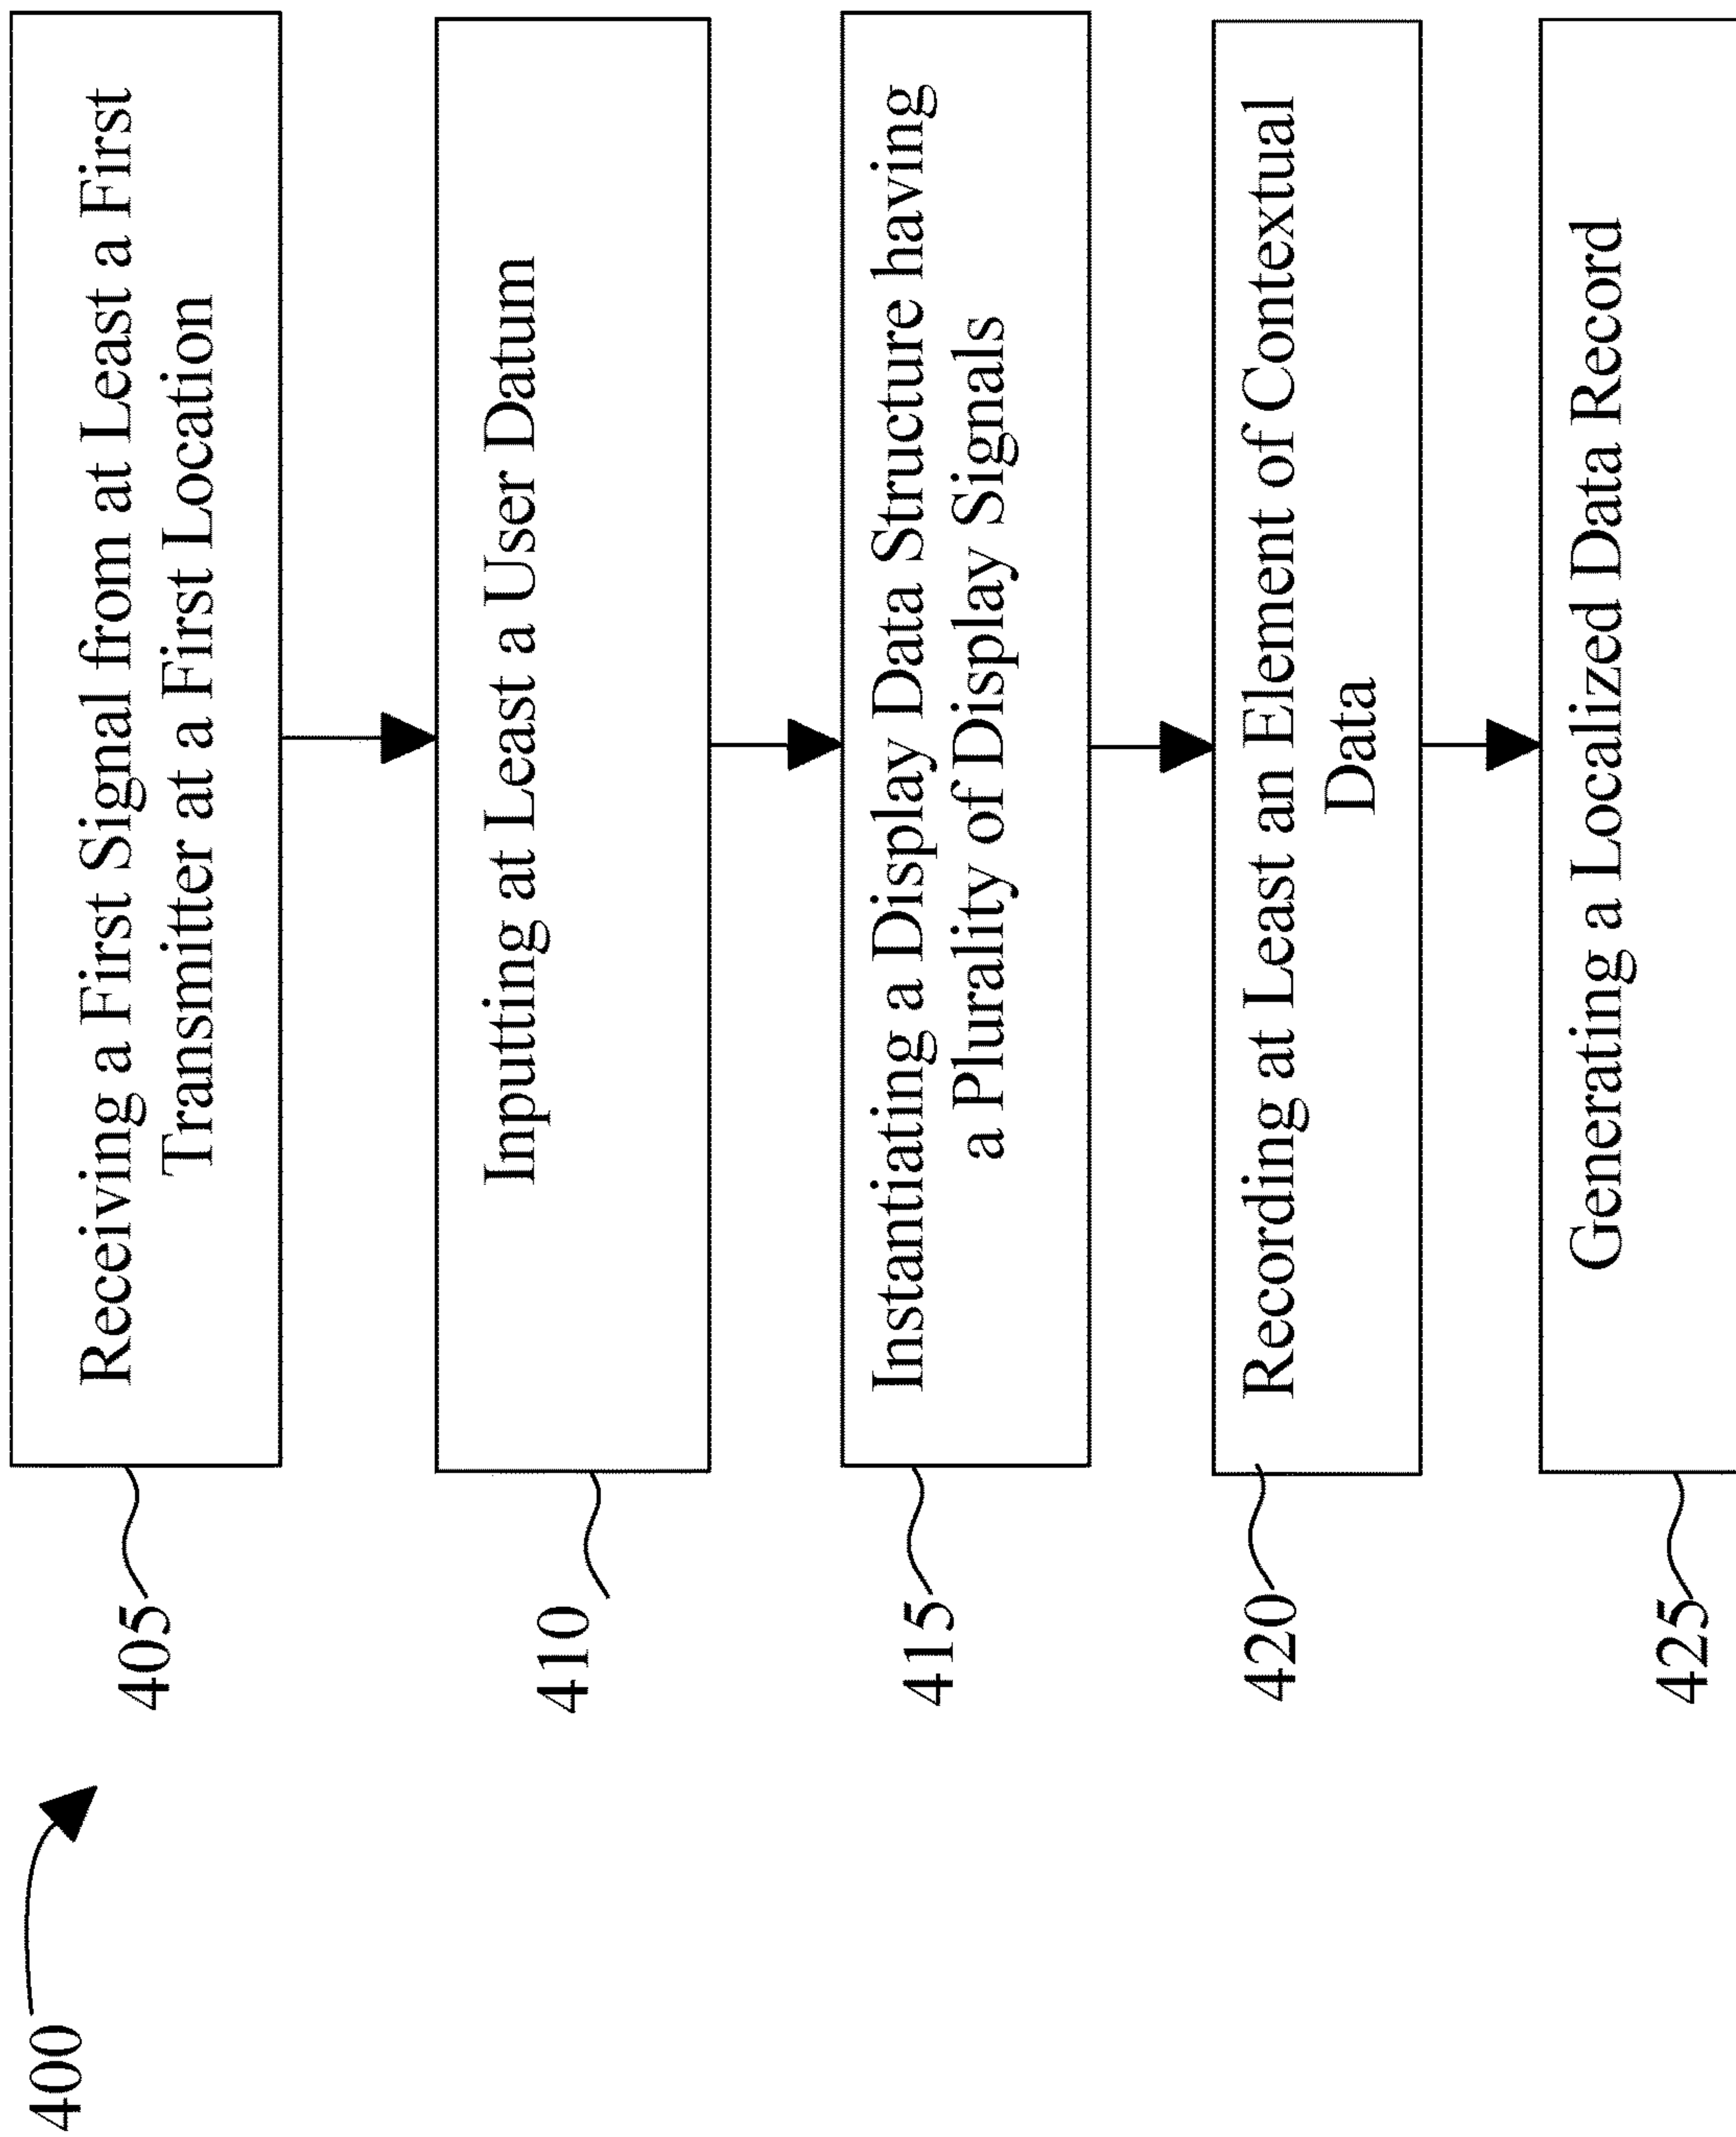 400
405
Receiving a First Signal from at Least a First
Transmitter at a First Location
410
Inputting at Least a User Datum
415
Instantiating a Display Data Structure having
a Plurality of Display Signals
420
Recording at Least an Element of Contextual
Data
425
Generating a Localized Data Record